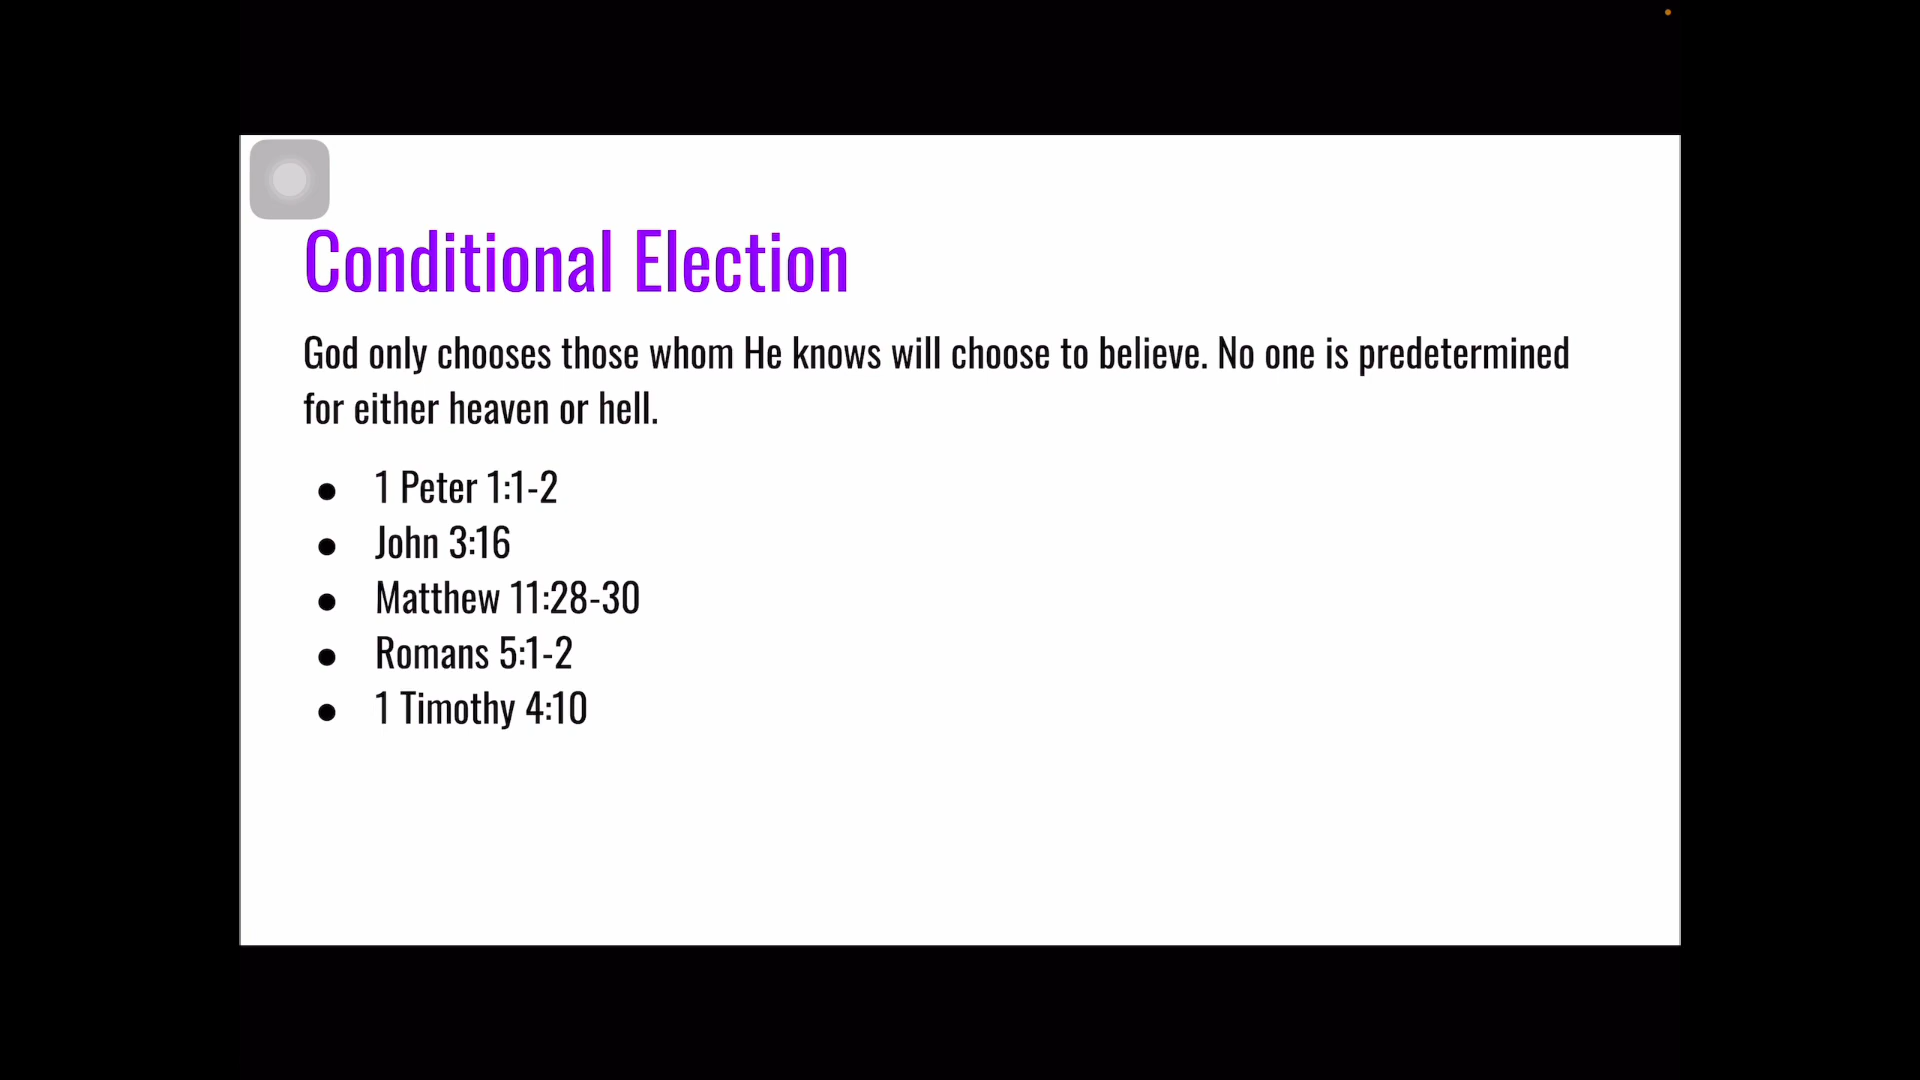 Conditional Election
God only chooses those whom He knows will choose to believe. No one is predetermined
for either heaven or hell.
● 1 Peter 1:1-2
● John 3:16
● Matthew 11:28-30
● Romans 5:1-2
● 1 Timothy 4:10